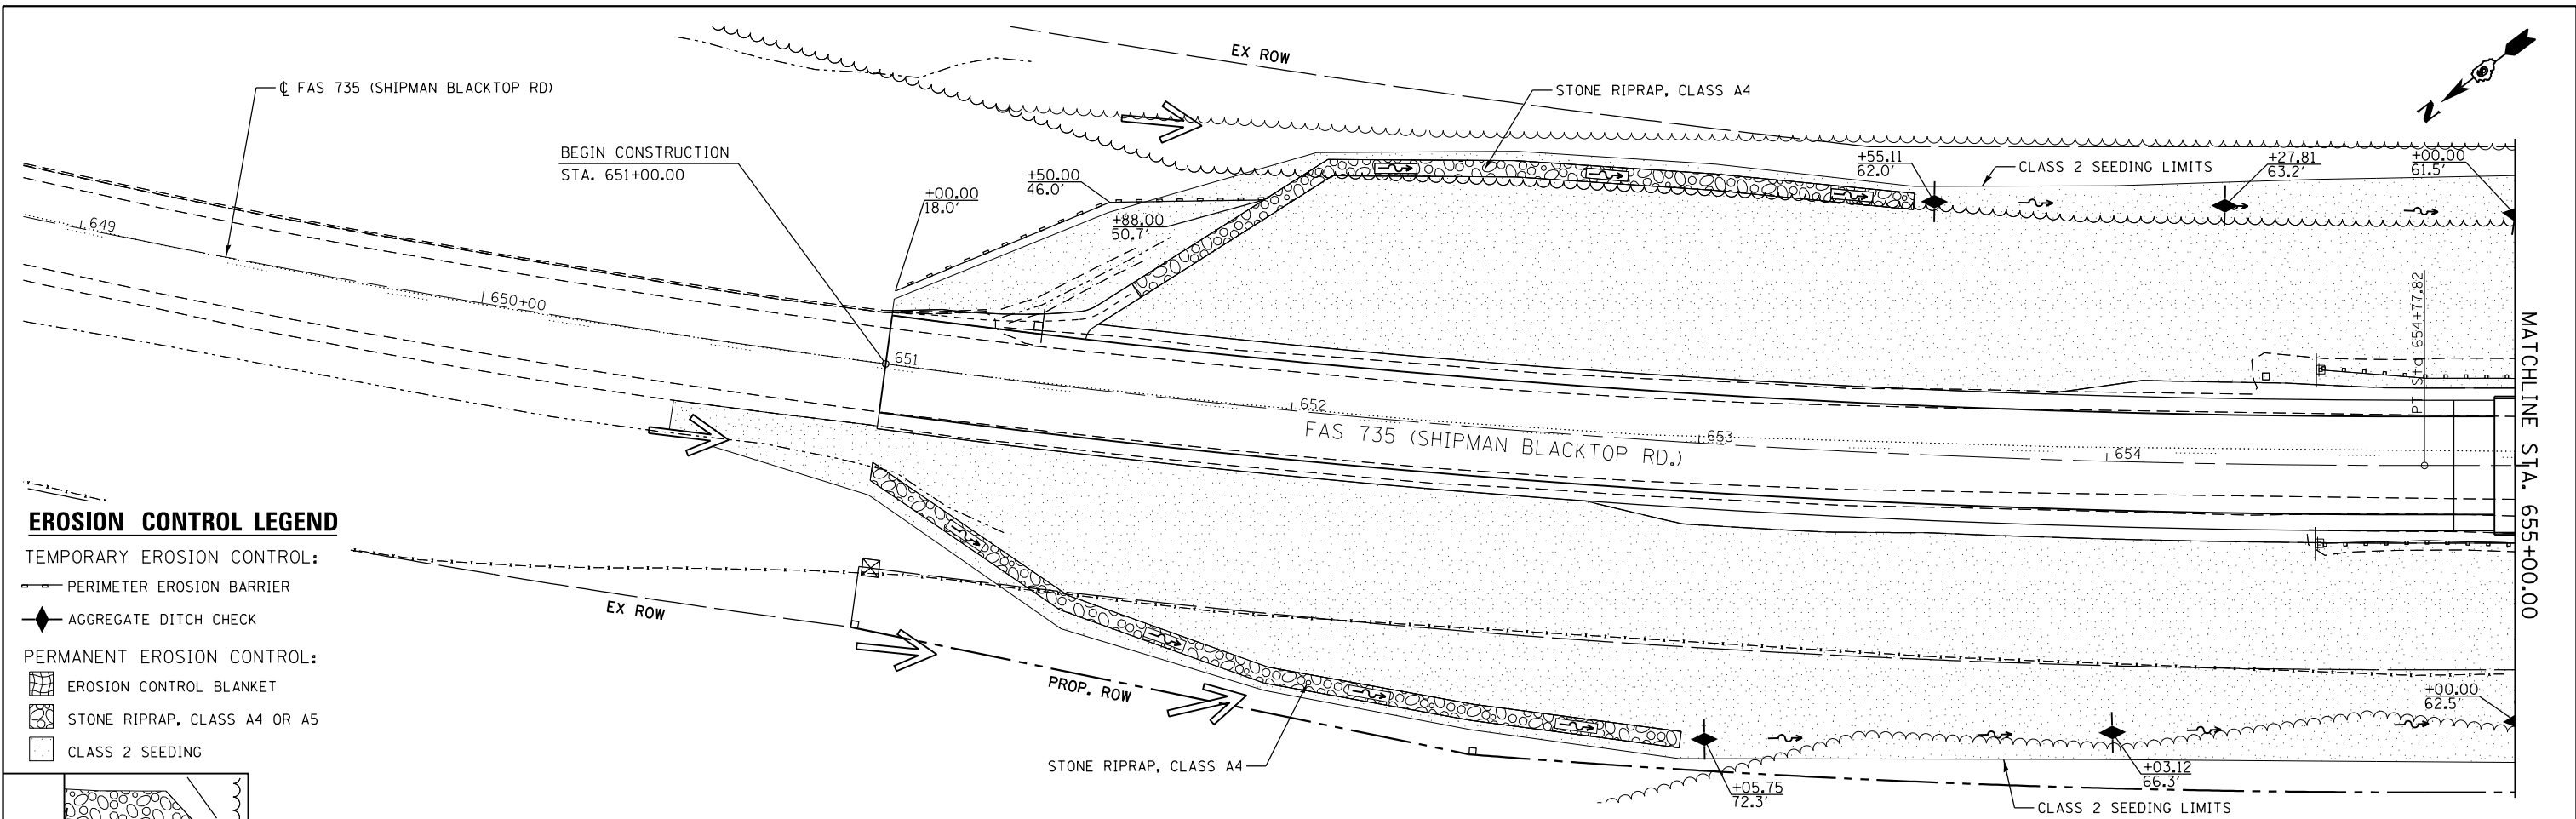 EX ROW
℄ FAS 735 (SHIPMAN BLACKTOP RD)
STONE RIPRAP, CLASS A4
N
BEGIN CONSTRUCTION
STA. 651+00.00
+00.00
18.0'
+50.00
46.0'
+88.00
50.7'
+55.11
62.0'
CLASS 2 SEEDING LIMITS
+27.81
63.2'
+00.00
61.5'
649
650+00
651
652
653
654
FAS 735 (SHIPMAN BLACKTOP RD.)
PT Sta 654+77.82
MATCHLINE STA. 655+00.00
EROSION CONTROL LEGEND
TEMPORARY EROSION CONTROL:
PERIMETER EROSION BARRIER
AGGREGATE DITCH CHECK
PERMANENT EROSION CONTROL:
EROSION CONTROL BLANKET
STONE RIPRAP, CLASS A4 OR A5
CLASS 2 SEEDING
EX ROW
PROP. ROW
STONE RIPRAP, CLASS A4
+05.75
72.3'
+03.12
66.3'
+00.00
62.5'
CLASS 2 SEEDING LIMITS